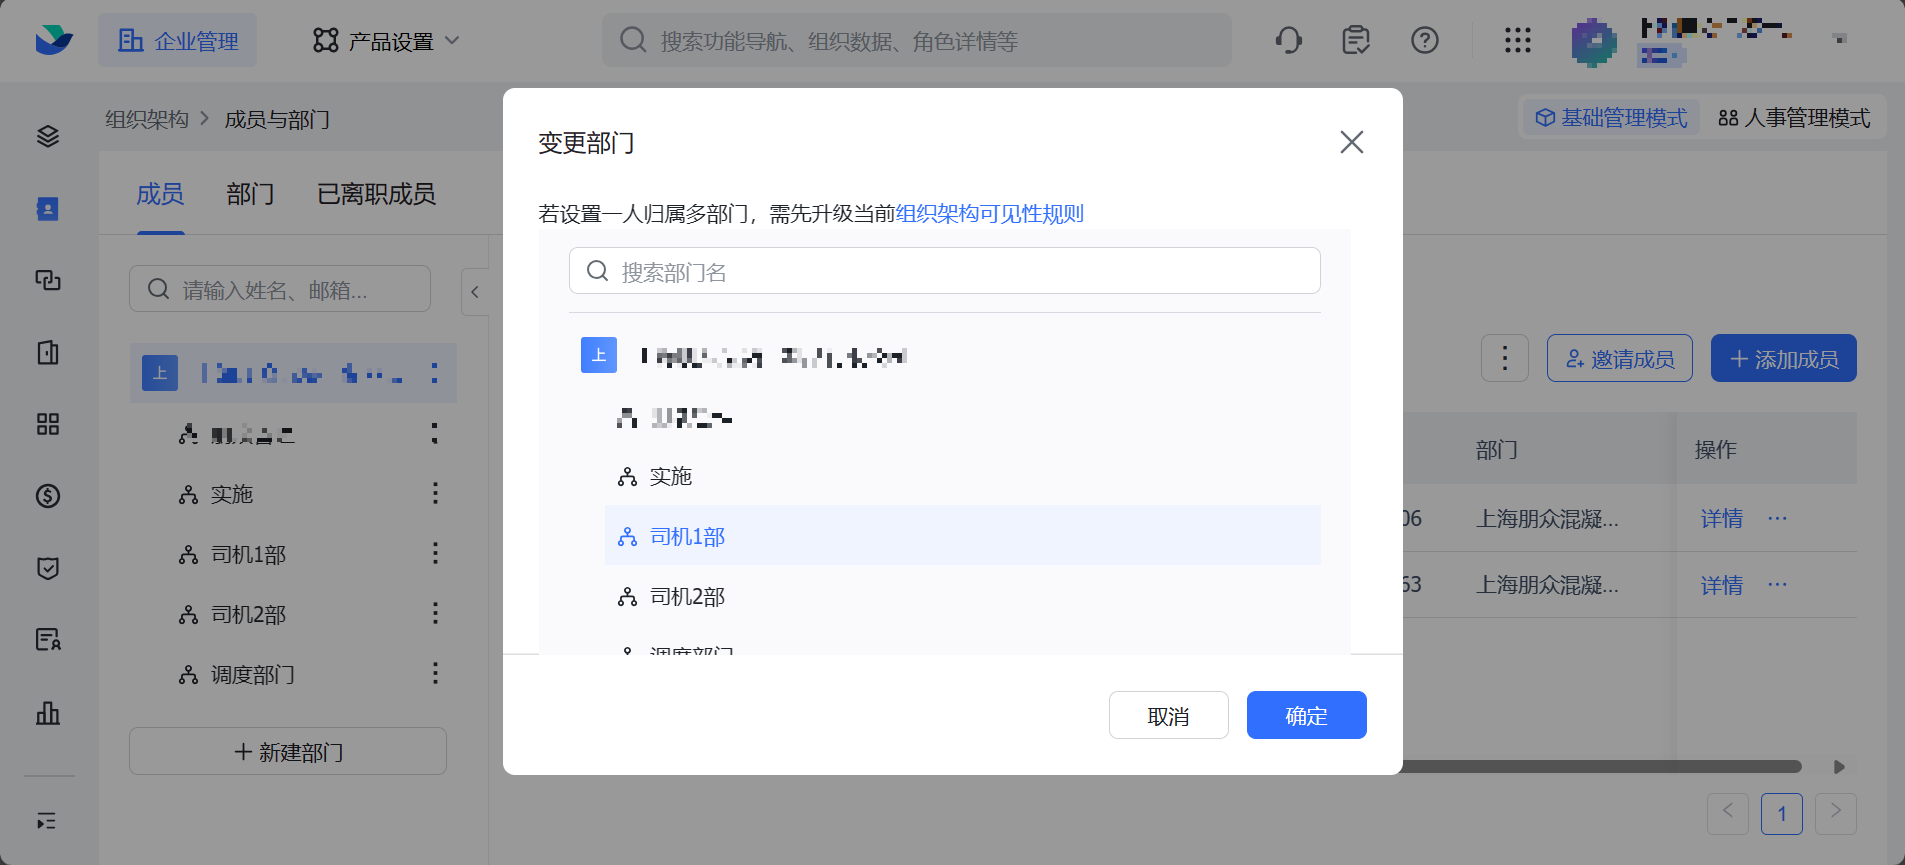 企业管理
产品设置
搜索功能导航、组织数据、角色详情等
组织架构 > 成员与部门
基础管理模式
人事管理模式
成员
部门
已离职成员
请输入姓名、邮箱...
上
实施
司机1部
司机2部
调度部门
+ 新建部门
变更部门
若设置一人归属多部门，需先升级当前组织架构可见性规则
搜索部门名
上
实施
司机1部
司机2部
调度部门
取消
确定
邀请成员
+ 添加成员
部门
操作
06
上海朋众混凝...
详情 ...
63
上海朋众混凝...
详情 ...
1